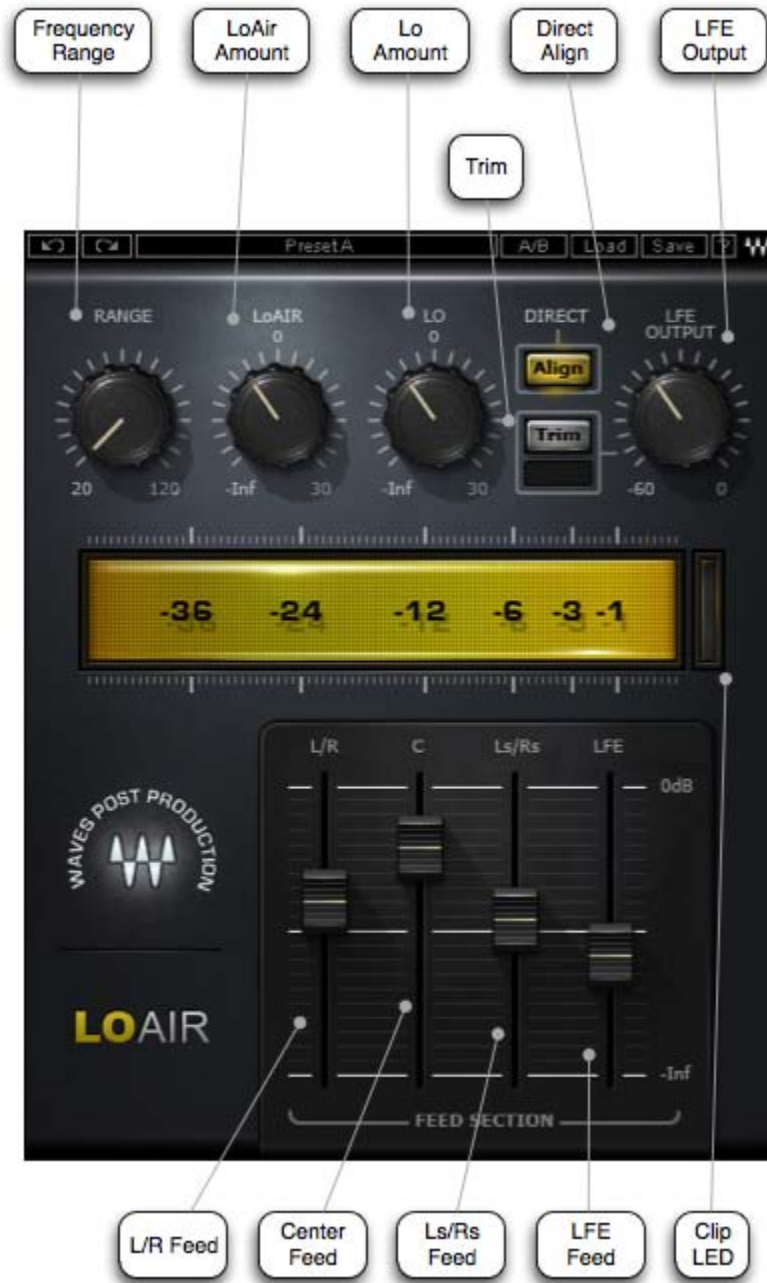 Frequency
Range
LoAir
Amount
Lo
Amount
Direct
Align
LFE
Output
Trim
Preset A
A/B
Load
Save
?
RANGE
LoAIR
LO
DIRECT
LFE
OUTPUT
0
0
Align
Trim
20
120
-Inf
30
-Inf
30
-60
0
-36
-24
-12
-6
-3
-1
L/R
C
Ls/Rs
LFE
0dB
WAVES POST PRODUCTION
LOAIR
-Inf
FEED SECTION
L/R Feed
Center
Feed
Ls/Rs
Feed
LFE
Feed
Clip
LED